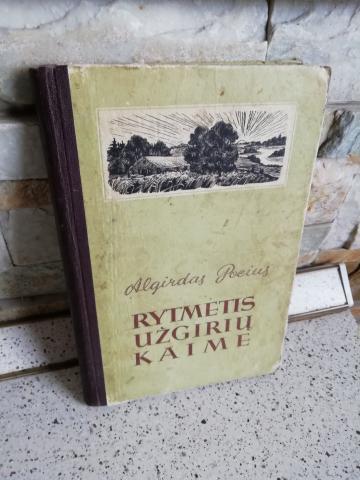 Algirdas Pocius
RYTMETIS
UŽGIRIŲ
KAIME